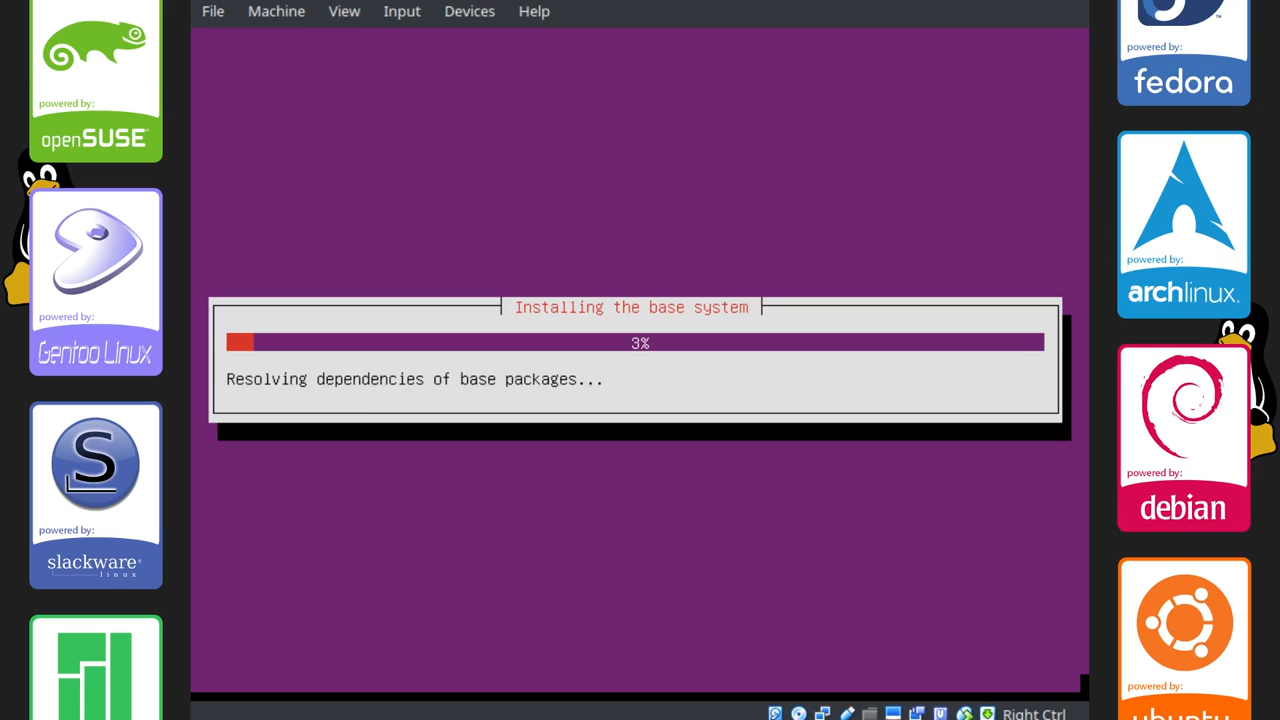 File Machine View Input Devices Help
powered by:
openSUSE
powered by:
Gentoo Linux
powered by:
slackware
linux
Installing the base system
3%
Resolving dependencies of base packages...
Right Ctrl
powered by:
fedora
powered by:
archlinux
powered by:
debian
powered by:
ubuntu